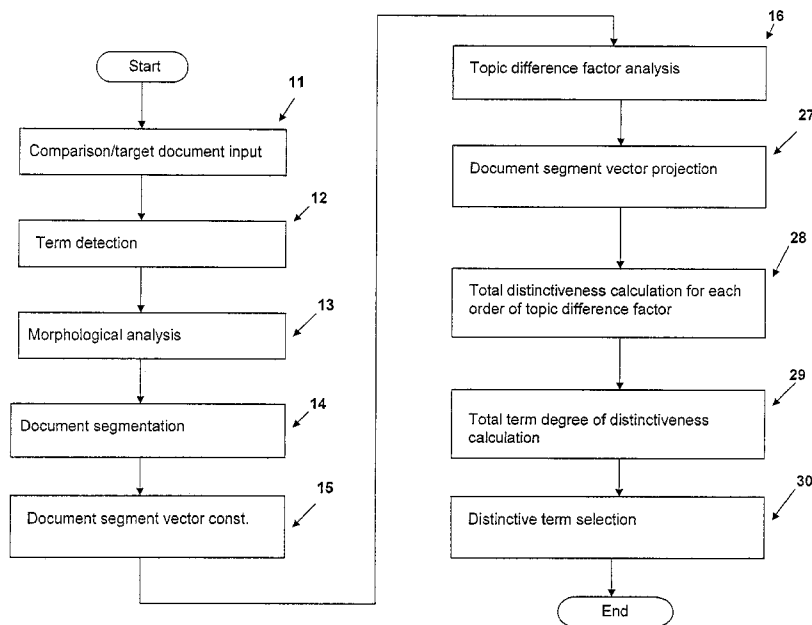 Start
11
Comparison/target document input
12
Term detection
13
Morphological analysis
14
Document segmentation
15
Document segment vector const.
16
Topic difference factor analysis
27
Document segment vector projection
28
Total distinctiveness calculation for each
order of topic difference factor
29
Total term degree of distinctiveness
calculation
30
Distinctive term selection
End